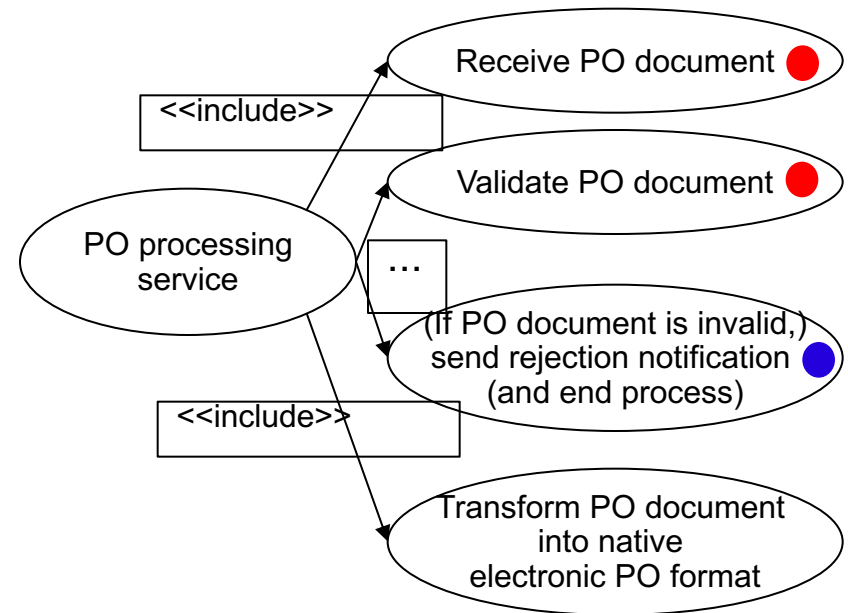 Receive PO document
<<include>>
Validate PO document
PO processing
service
...
(If PO document is invalid,)
send rejection notification
(and end process)
<<include>>
Transform PO document
into native
electronic PO format